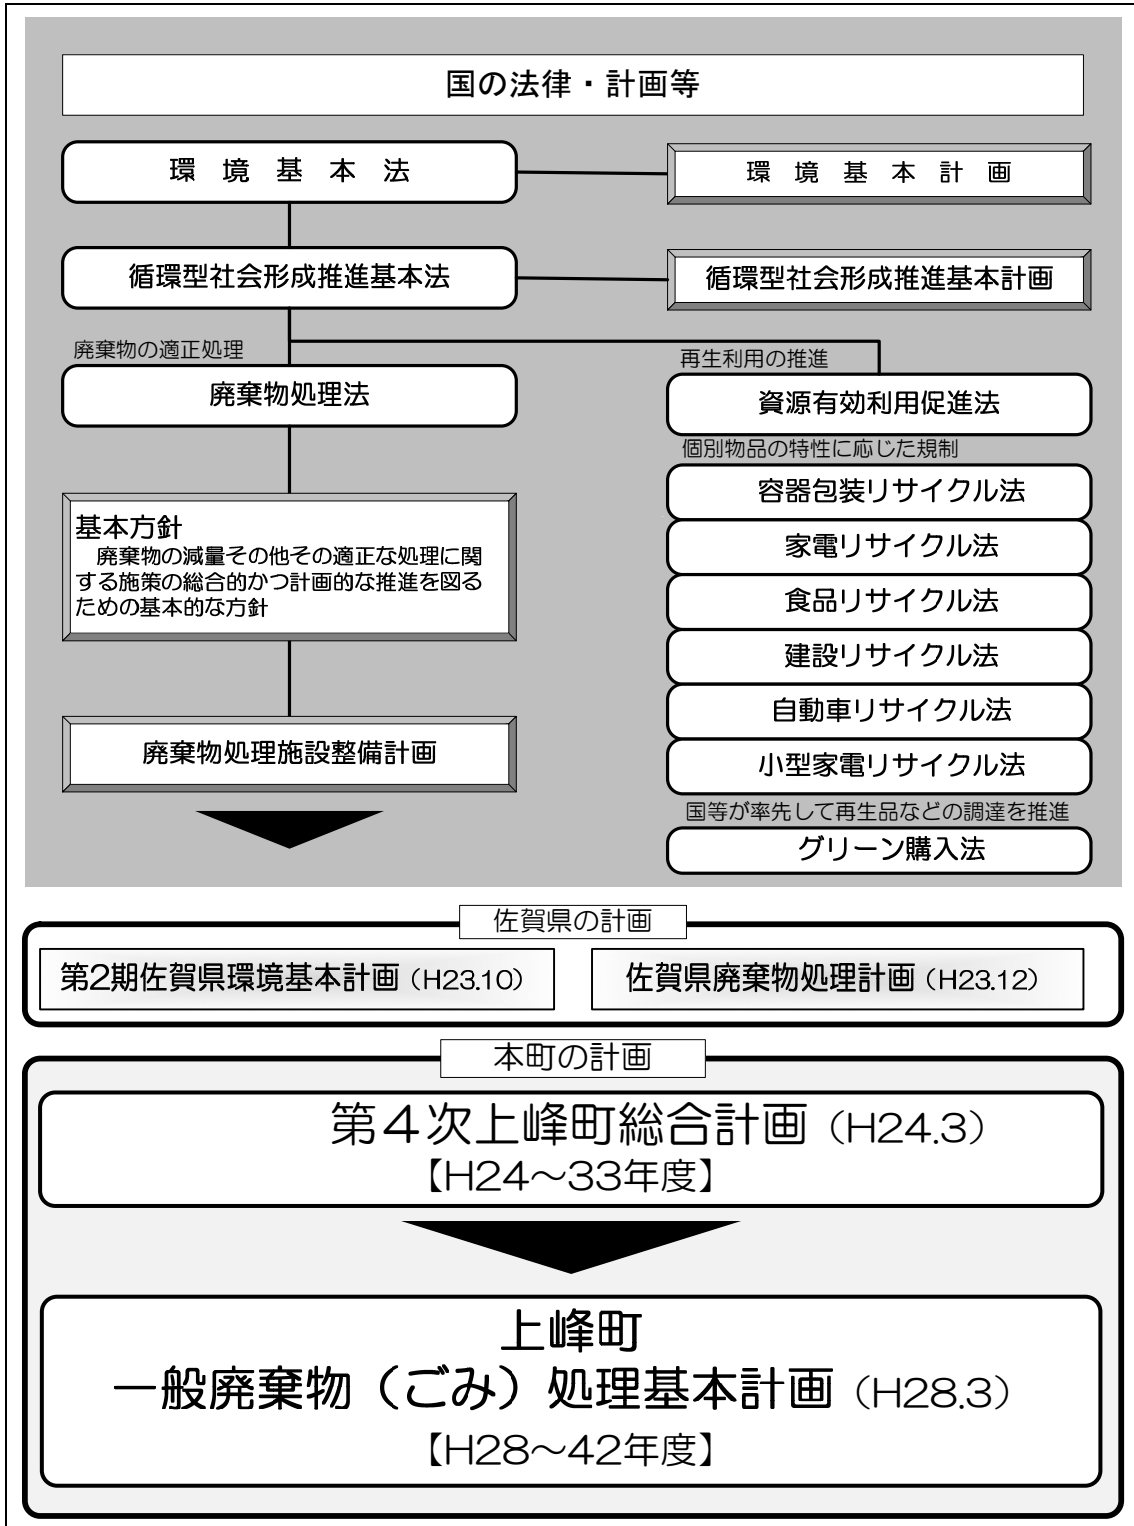 国の法律・計画等
環境基本法
環境基本計画
循環型社会形成推進基本法
循環型社会形成推進基本計画
廃棄物の適正処理
廃棄物処理法
基本方針
廃棄物の減量その他その適正な処理に関
する施策の総合的かつ計画的な推進を図る
ための基本的な方針
廃棄物処理施設整備計画
再生利用の推進
資源有効利用促進法
個別物品の特性に応じた規制
容器包装リサイクル法
家電リサイクル法
食品リサイクル法
建設リサイクル法
自動車リサイクル法
小型家電リサイクル法
国等が率先して再生品などの調達を推進
グリーン購入法
佐賀県の計画
第2期佐賀県環境基本計画（H23.10）
佐賀県廃棄物処理計画（H23.12）
本町の計画
第４次上峰町総合計画（H24.3）
【H24～33年度】
上峰町
一般廃棄物（ごみ）処理基本計画（H28.3）
【H28～42年度】